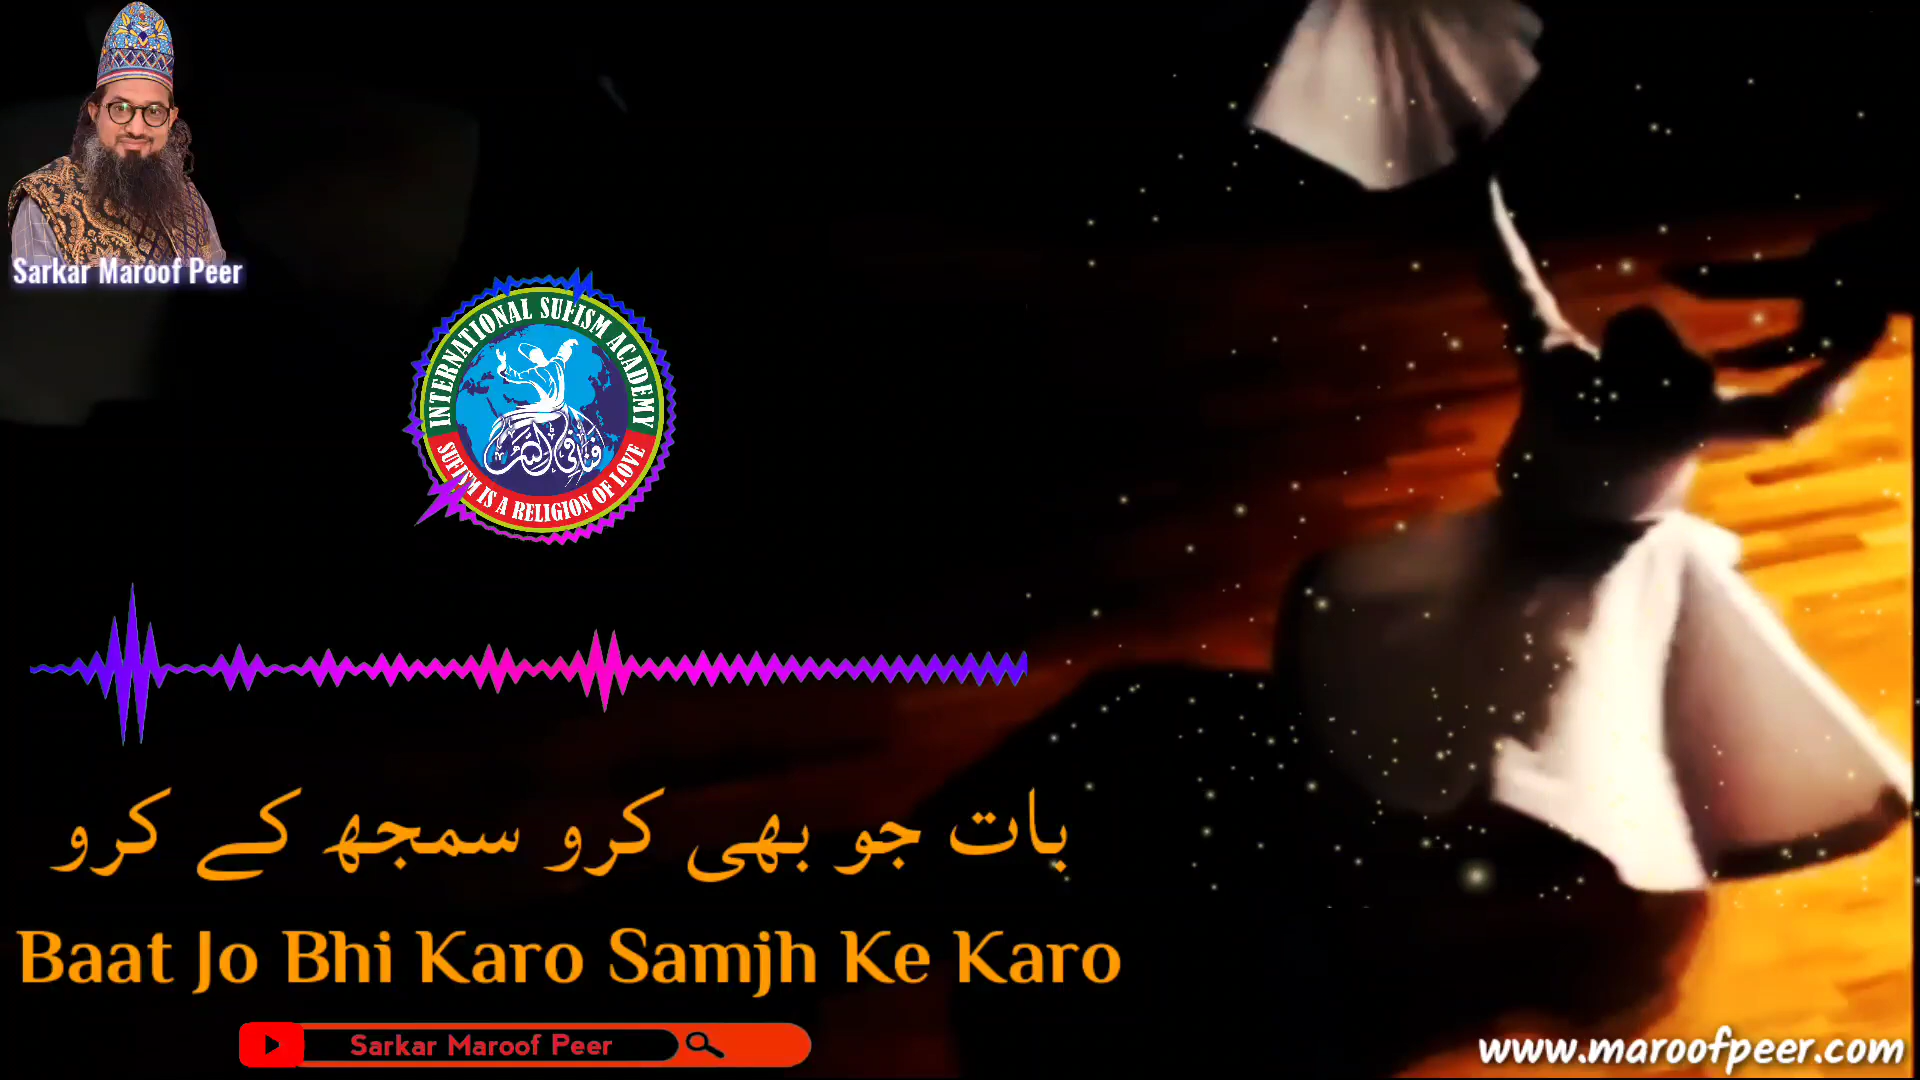 Sarkar Maroof Peer
INTERNATIONAL SUFISM ACADEMY
SUFISM IS A RELIGION OF LOVE
بات جو بھی کرو سمجھ کے کرو
Baat Jo Bhi Karo Samjh Ke Karo
Sarkar Maroof Peer
www.maroofpeer.com